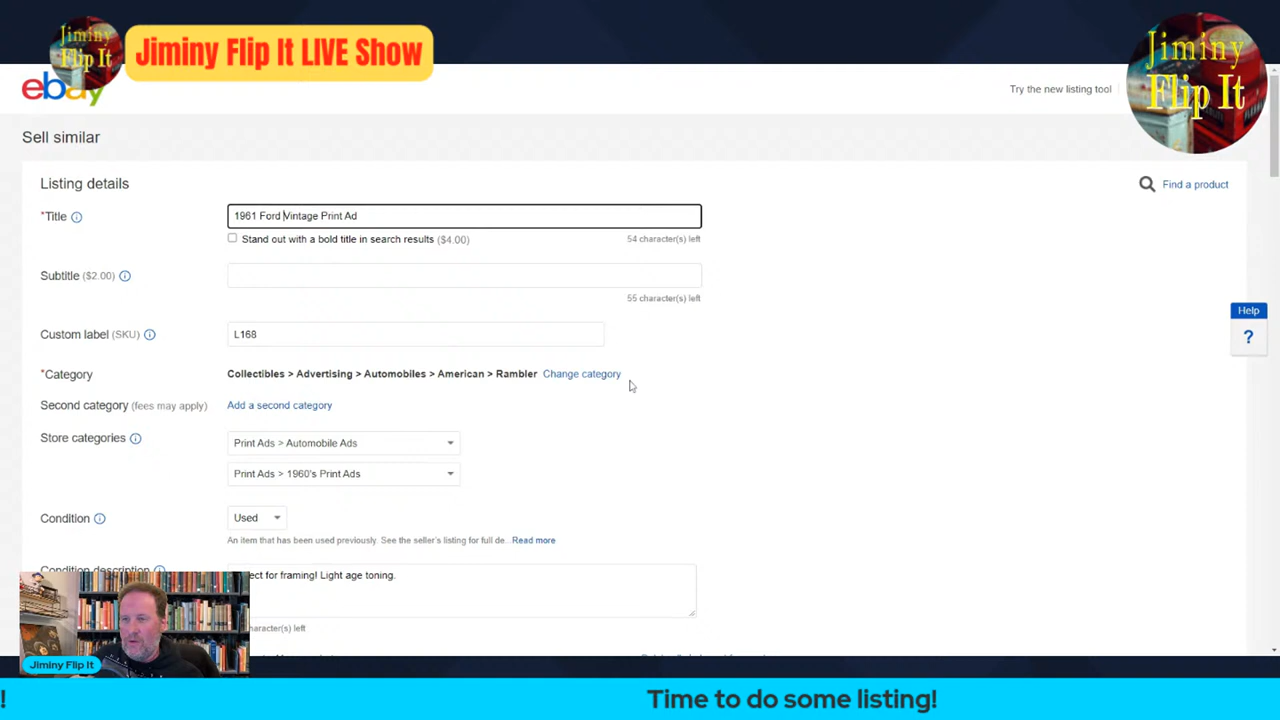 Jiminy Flip It
Jiminy Flip It LIVE Show
Jiminy Flip It
ebay
Try the new listing tool
Sell similar
Listing details
Find a product
*Title
1961 Ford Vintage Print Ad
Stand out with a bold title in search results ($4.00)
54 character(s) left
Subtitle ($2.00)
55 character(s) left
Help
?
Custom label (SKU)
L168
*Category
Collectibles > Advertising > Automobiles > American > Rambler Change category
Second category (fees may apply)
Add a second category
Store categories
Print Ads > Automobile Ads
Print Ads > 1960's Print Ads
Condition
Used
An item that has been used previously. See the seller's listing for full de... Read more
Condition description
ect for framing! Light age toning.
haracter(s) left
Jiminy Flip It
! Time to do some listing!